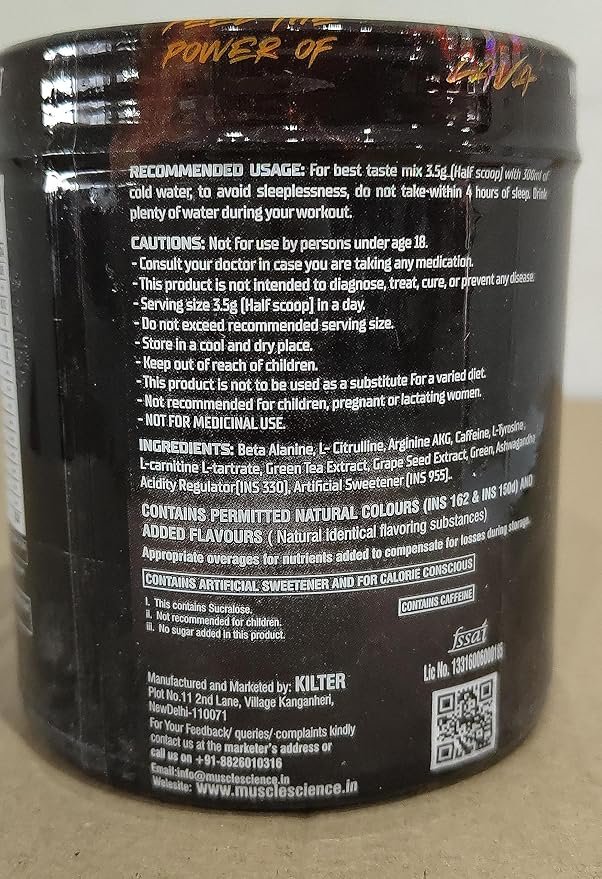 FEEL THE
POWER OF
LAVA
RECOMMENDED USAGE: For best taste mix 3.5g (Half scoop) with 300ml of
cold water, to avoid sleeplessness, do not take-within 4 hours of sleep. Drink
plenty of water during your workout.
CAUTIONS: Not for use by persons under age 18.
- Consult your doctor in case you are taking any medication.
- This product is not intended to diagnose, treat, cure, or prevent any disease.
- Serving size 3.5g (Half scoop) in a day.
- Do not exceed recommended serving size.
- Store in a cool and dry place.
- Keep out of reach of children.
- This product is not to be used as a substitute For a varied diet.
- Not recommended for children, pregnant or lactating women.
- NOT FOR MEDICINAL USE.
INGREDIENTS: Beta Alanine, L- Citrulline, Arginine AKG, Caffeine, L-Tyrosine,
L-carnitine L-tartrate, Green Tea Extract, Grape Seed Extract, Green, Ashwagandha
Acidity Regulator(INS 330), Artificial Sweetener (INS 955).
CONTAINS PERMITTED NATURAL COLOURS (INS 162 & INS 150d) AND
ADDED FLAVOURS ( Natural identical flavoring substances)
Appropriate overages for nutrients added to compensate for losses during storage.
CONTAINS ARTIFICIAL SWEETENER AND FOR CALORIE CONSCIOUS
i. This contains Sucralose.
ii. Not recommended for children.
iii. No sugar added in this product.
CONTAINS CAFFEINE
fssai
Lic No.
Manufactured and Marketed by: KILTER
Plot No.11 2nd Lane, Village Kanganheri,
NewDelhi-110071
For Your Feedback/ queries/ complaints kindly
contact us at the marketer's address or
call us on +91-8826010316
Email:info@musclescience.in
Website: www.musclescience.in